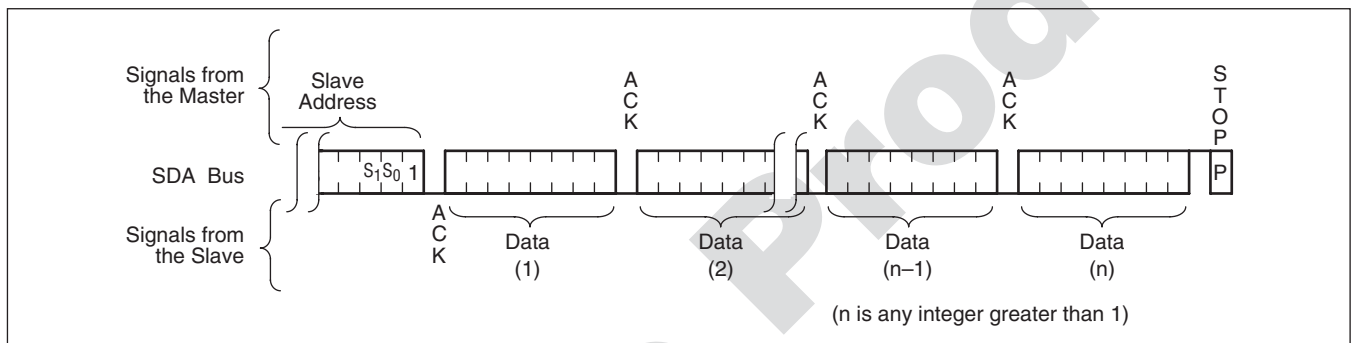 Signals from
the Master
Slave
Address
A
C
K
A
C
K
A
C
K
S
T
O
P
SDA Bus
S1S0 1
P
Signals from
the Slave
A
C
K
Data
(1)
Data
(2)
Data
(n–1)
Data
(n)
(n is any integer greater than 1)
Prod